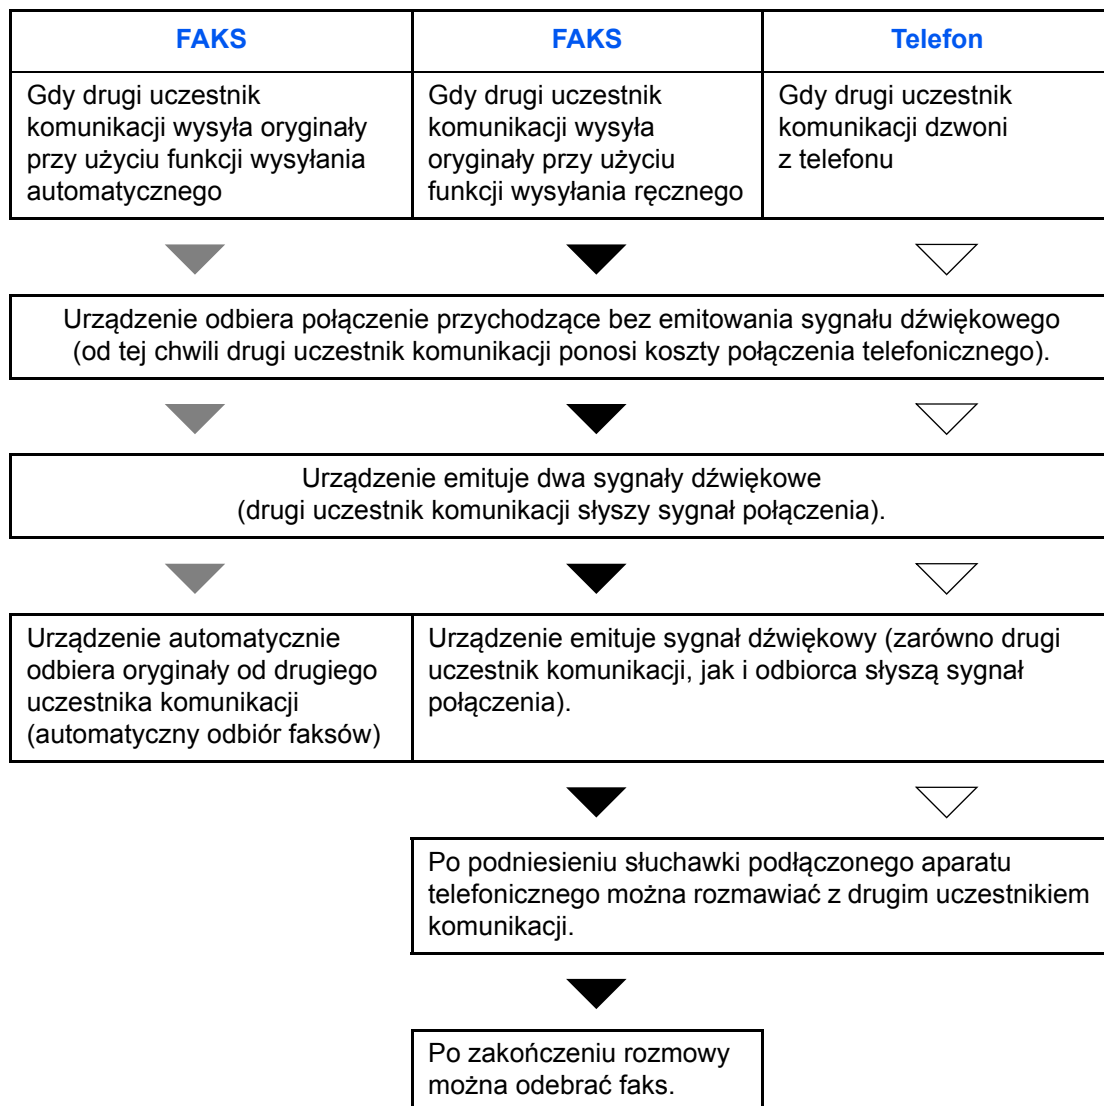 FAKS
FAKS
Telefon
Gdy drugi uczestnik
komunikacji wysyła oryginały
przy użyciu funkcji wysyłania
automatycznego
Gdy drugi uczestnik
komunikacji wysyła
oryginały przy użyciu
funkcji wysyłania ręcznego
Gdy drugi uczestnik
komunikacji dzwoni
z telefonu
Urządzenie odbiera połączenie przychodzące bez emitowania sygnału dźwiękowego
(od tej chwili drugi uczestnik komunikacji ponosi koszty połączenia telefonicznego).
Urządzenie emituje dwa sygnały dźwiękowe
(drugi uczestnik komunikacji słyszy sygnał połączenia).
Urządzenie automatycznie
odbiera oryginały od drugiego
uczestnika komunikacji
(automatyczny odbiór faksów)
Urządzenie emituje sygnał dźwiękowy (zarówno drugi
uczestnik komunikacji, jak i odbiorca słyszą sygnał
połączenia).
Po podniesieniu słuchawki podłączonego aparatu
telefonicznego można rozmawiać z drugim uczestnikiem
komunikacji.
Po zakończeniu rozmowy
można odebrać faks.